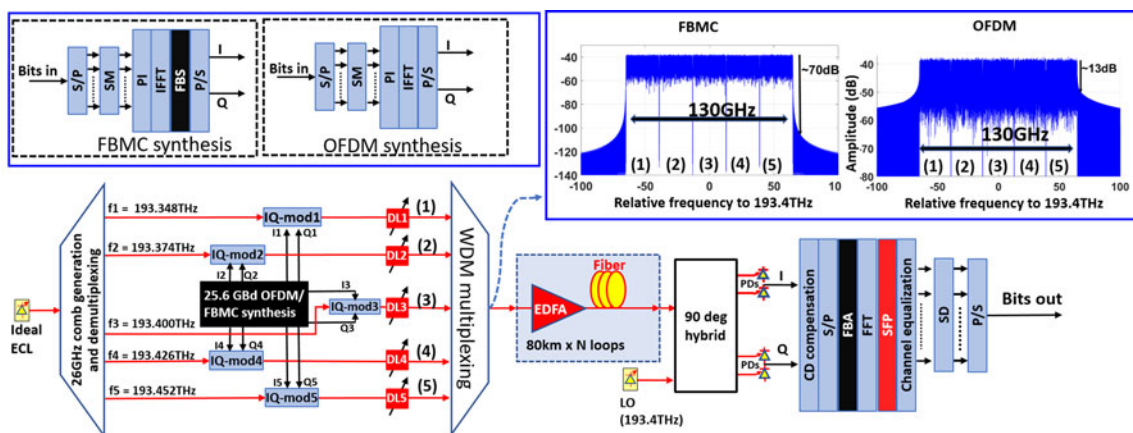 Bits in
S/P
SM
PI
IFFT
FBS
P/S
I
Q
FBMC synthesis
Bits in
S/P
SM
PI
IFFT
P/S
I
Q
OFDM synthesis
FBMC
-40
-60
-80
-100
-120
-140
~70dB
130GHz
(1) (2) (3) (4) (5)
-100 -50 0 50 100
Relative frequency to 193.4THz
OFDM
Amplitude (dB)
-40
-50
-60
-70
-80
~13dB
130GHz
(1) (2) (3) (4) (5)
-100 -50 0 50 100
Relative frequency to 193.4THz
Ideal
ECL
26GHz comb generation
and demultiplexing
f1 = 193.348THz
f2 = 193.374THz
f3 = 193.400THz
f4 = 193.426THz
f5 = 193.452THz
IQ-mod1
I1 Q1
IQ-mod2
I2 Q2
25.6 GBd OFDM/
FBMC synthesis
I3
IQ-mod3
Q3
I4 Q4
IQ-mod4
I5 Q5
IQ-mod5
DL1 (1)
DL2 (2)
DL3 (3)
DL4 (4)
DL5 (5)
WDM multiplexing
Fiber
EDFA
80km x N loops
LO
(193.4THz)
90 deg
hybrid
PDs
I
Q
PDs
CD compensation
S/P
FBA
FFT
SFP
Channel equalization
SD
P/S
Bits out